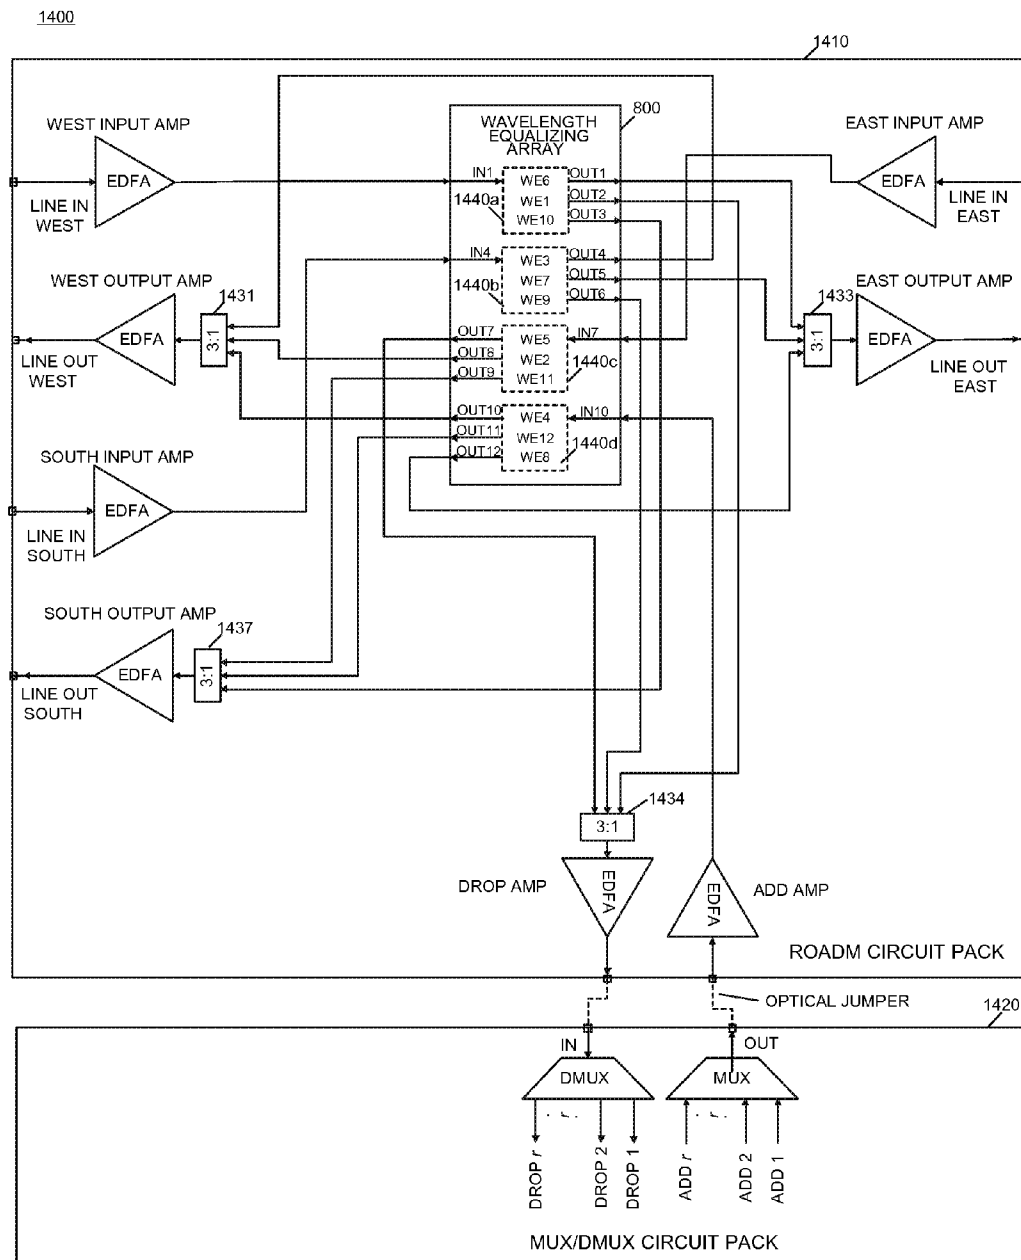 1400
1410
WEST INPUT AMP
EDFA
LINE IN
WEST
WAVELENGTH
EQUALIZING
ARRAY
800
EAST INPUT AMP
EDFA
LINE IN
EAST
IN1
WE6
WE1
WE10
1440a
OUT1
OUT2
OUT3
IN4
WE3
WE7
WE9
1440b
OUT4
OUT5
OUT6
WEST OUTPUT AMP
EDFA
1431
3:1
LINE OUT
WEST
OUT7
OUT8
OUT9
WE5
WE2
WE11
IN7
1440c
1433
3:1
EAST OUTPUT AMP
EDFA
LINE OUT
EAST
OUT10
OUT11
OUT12
WE4
WE12
WE8
IN10
1440d
SOUTH INPUT AMP
EDFA
LINE IN
SOUTH
SOUTH OUTPUT AMP
EDFA
1437
3:1
LINE OUT
SOUTH
1434
3:1
DROP AMP
EDFA
EDFA
ADD AMP
ROADM CIRCUIT PACK
OPTICAL JUMPER
1420
IN
OUT
DMUX
MUX
r
r
DROP r
DROP 2
DROP 1
ADD r
ADD 2
ADD 1
MUX/DMUX CIRCUIT PACK